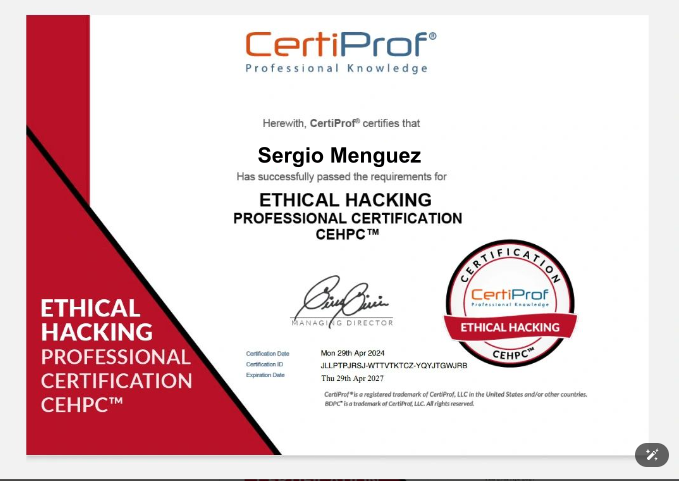 CertiProf®
Professional Knowledge
Herewith, CertiProf® certifies that
Sergio Menguez
Has successfully passed the requirements for
ETHICAL HACKING
PROFESSIONAL CERTIFICATION
CEHPC™
CERTIFICATION
CertiProf
Professional Knowledge
ETHICAL HACKING
CEHPC™
MANAGING DIRECTOR
ETHICAL
HACKING
PROFESSIONAL
CERTIFICATION
CEHPC™
Certification Date Mon 29th Apr 2024
Certification ID JLLPTPJRSJ-WTTVTKTCZ-YQYJTGWJRB
Expiration Date Thu 29th Apr 2027
CertiProf® is a registered trademark of CertiProf, LLC in the United States and/or other countries.
BDPC™ is a trademark of CertiProf, LLC. All rights reserved.